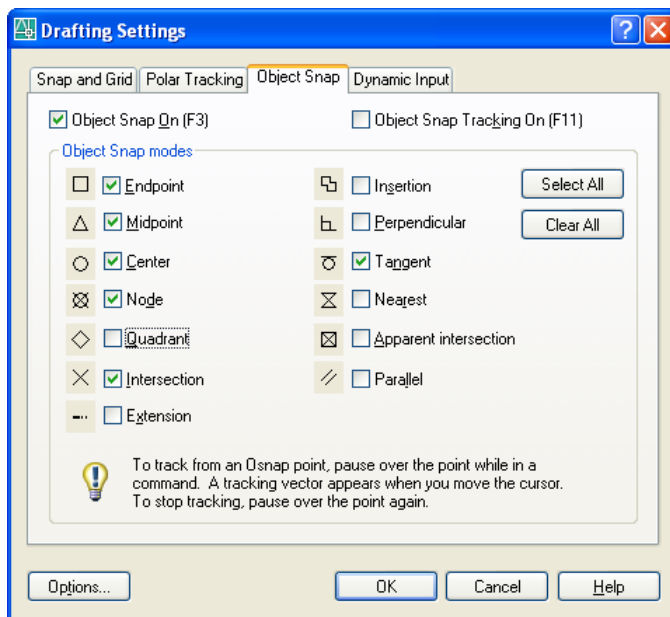 Drafting Settings
Snap and Grid Polar Tracking Object Snap Dynamic Input
Object Snap On (F3) Object Snap Tracking On (F11)
Object Snap modes
Endpoint Insertion Select All
Midpoint Perpendicular Clear All
Center Tangent
Node Nearest
Quadrant Apparent intersection
Intersection Parallel
Extension
To track from an Osnap point, pause over the point while in a
command. A tracking vector appears when you move the cursor.
To stop tracking, pause over the point again.
Options... OK Cancel Help